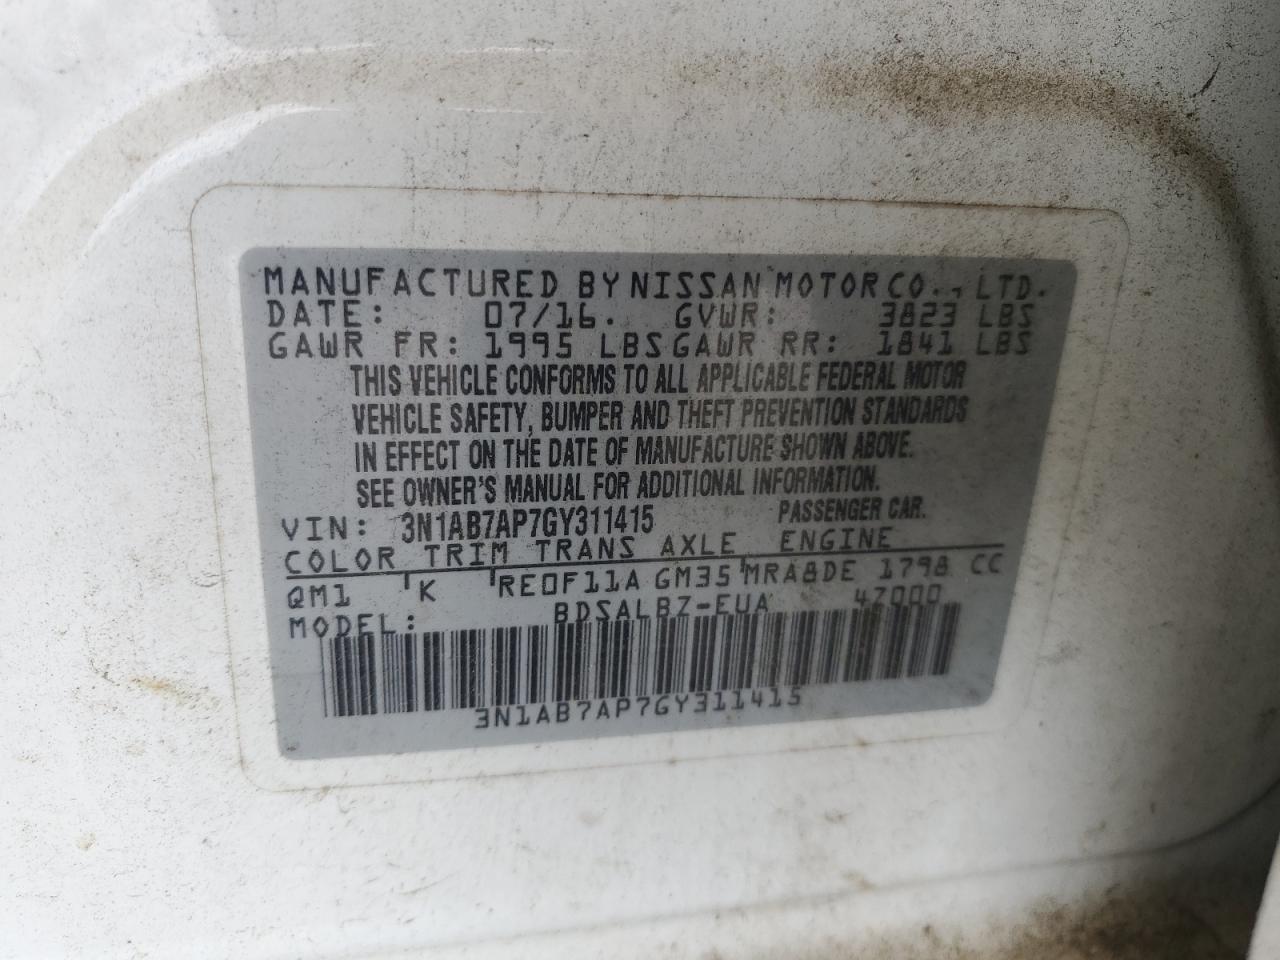 MANUFACTURED BY NISSAN MOTOR CO., LTD.
DATE: 07/16. GVWR: 3823 LBS
GAWR FR: 1995 LBS GAWR RR: 1841 LBS
THIS VEHICLE CONFORMS TO ALL APPLICABLE FEDERAL MOTOR
VEHICLE SAFETY, BUMPER AND THEFT PREVENTION STANDARDS
IN EFFECT ON THE DATE OF MANUFACTURE SHOWN ABOVE.
SEE OWNER'S MANUAL FOR ADDITIONAL INFORMATION.
VIN: 3N1AB7AP7GY311415 PASSENGER CAR.
COLOR TRIM TRANS AXLE ENGINE
QM1 K RE0F11A GM35 MRA8DE 1798 CC
MODEL: BDSALBZ-EUA 47000
3N1AB7AP7GY311415